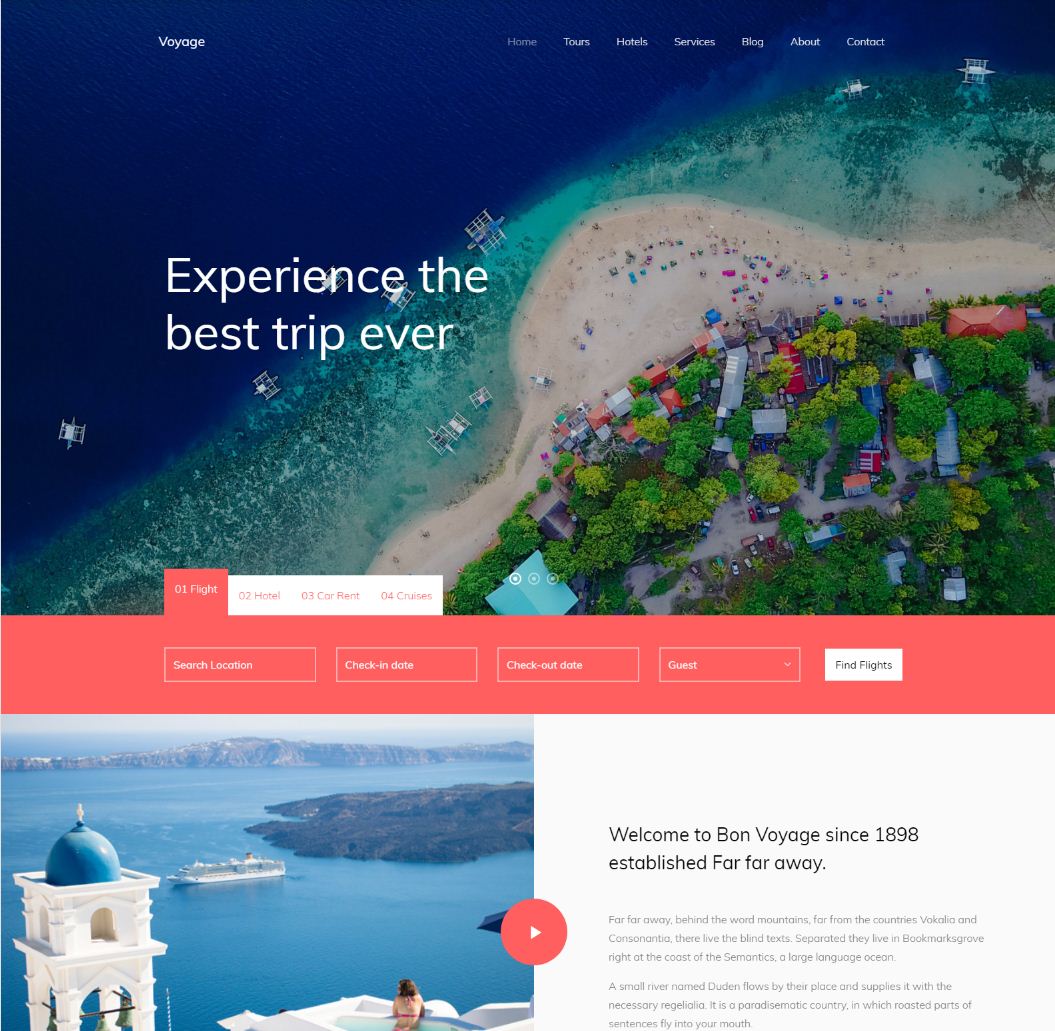 Voyage
Home Tours Hotels Services Blog About Contact
Experience the
best trip ever
01 Flight 02 Hotel 03 Car Rent 04 Cruises
Search Location Check-in date Check-out date Guest Find Flights
Welcome to Bon Voyage since 1898
established Far far away.
Far far away, behind the word mountains, far from the countries Vokalia and
Consonantia, there live the blind texts. Separated they live in Bookmarksgrove
right at the coast of the Semantics, a large language ocean.
A small river named Duden flows by their place and supplies it with the
necessary regelialia. It is a paradisematic country, in which roasted parts of
sentences fly into your mouth.